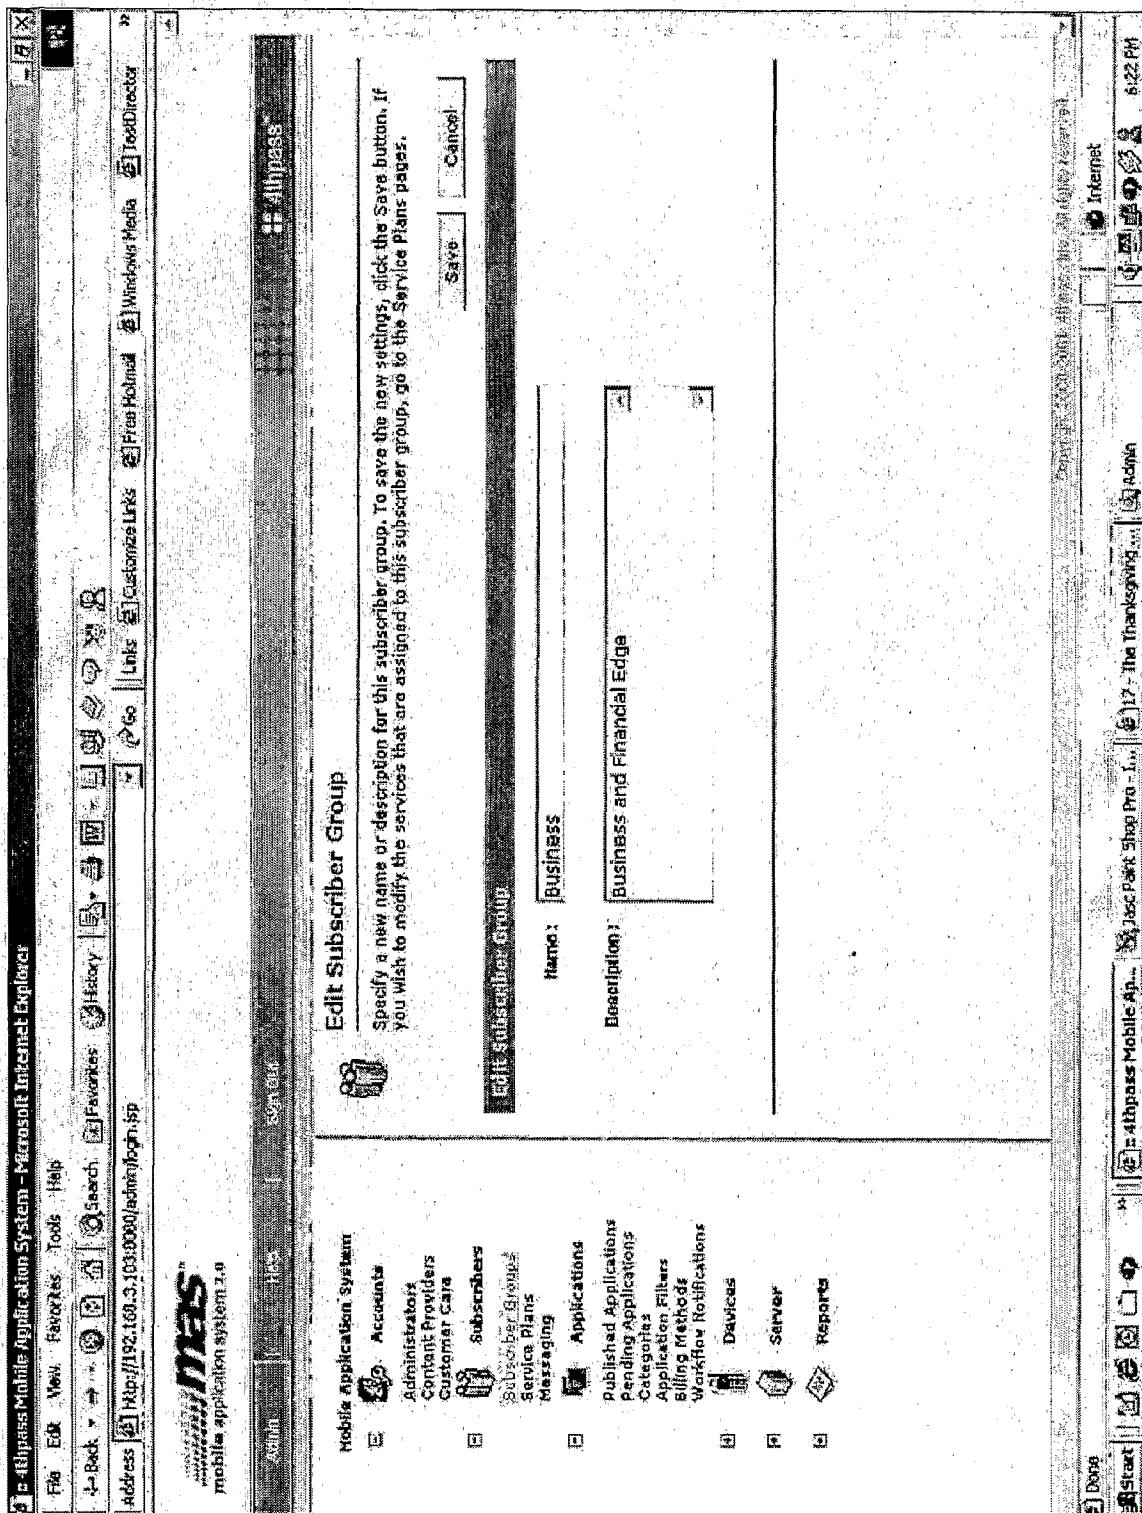 4thpass Mobile Application System - Microsoft Internet Explorer
File Edit View Favorites Tools Help
Back Search Favorites History
Address http://192.168.3.103:8080/admin/login.jsp Go Links Customize Links Free Hotmail Windows Media TestDirector
mas
mobile application system 2.0
4thpass
Admin Help Sign Out
Mobile Application System
Accounts
Administrators
Content Providers
Customer Care
Subscribers
Subscriber Groups
Service Plans
Messaging
Applications
Published Applications
Pending Applications
Categories
Application Filters
Billing Methods
Workflow Notifications
Devices
Server
Reports
Edit Subscriber Group
Specify a new name or description for this subscriber group. To save the new settings, click the Save button. If
you wish to modify the services that are assigned to this subscriber group, go to the Service Plans pages.
Save Cancel
Edit Subscriber Group
Name: Business
Description: Business and Financial Edge
Done Internet
Start 4thpass Mobile Ap... Jasc Paint Shop Pro - I... 17 - The Thanksgiving ... Admin 6:22 PM